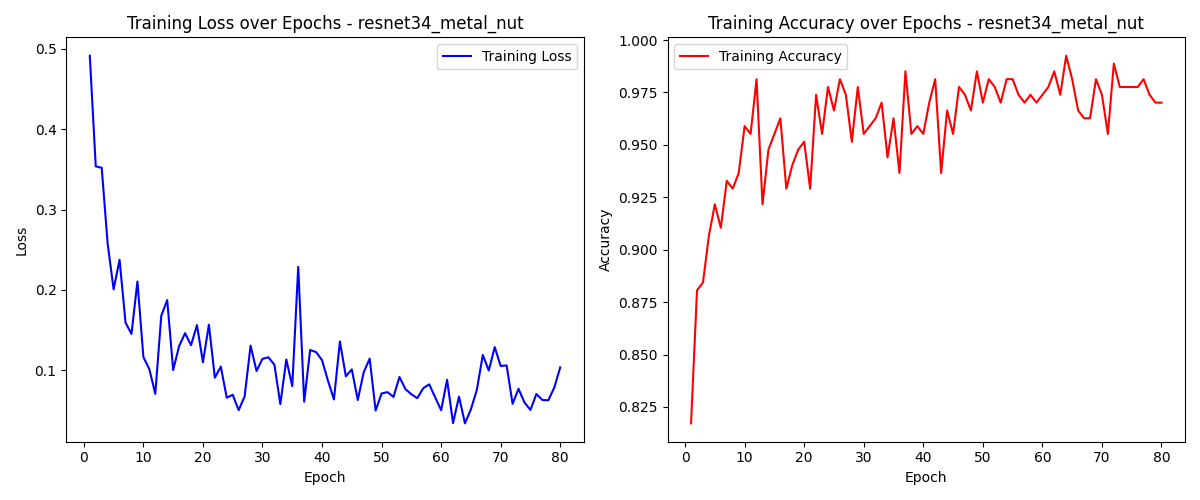 Training Loss over Epochs - resnet34_metal_nut
Training Loss
0.5
0.4
0.3
0.2
0.1
Loss
0 10 20 30 40 50 60 70 80
Epoch
Training Accuracy over Epochs - resnet34_metal_nut
Training Accuracy
1.000
0.975
0.950
0.925
0.900
0.875
0.850
0.825
Accuracy
0 10 20 30 40 50 60 70 80
Epoch